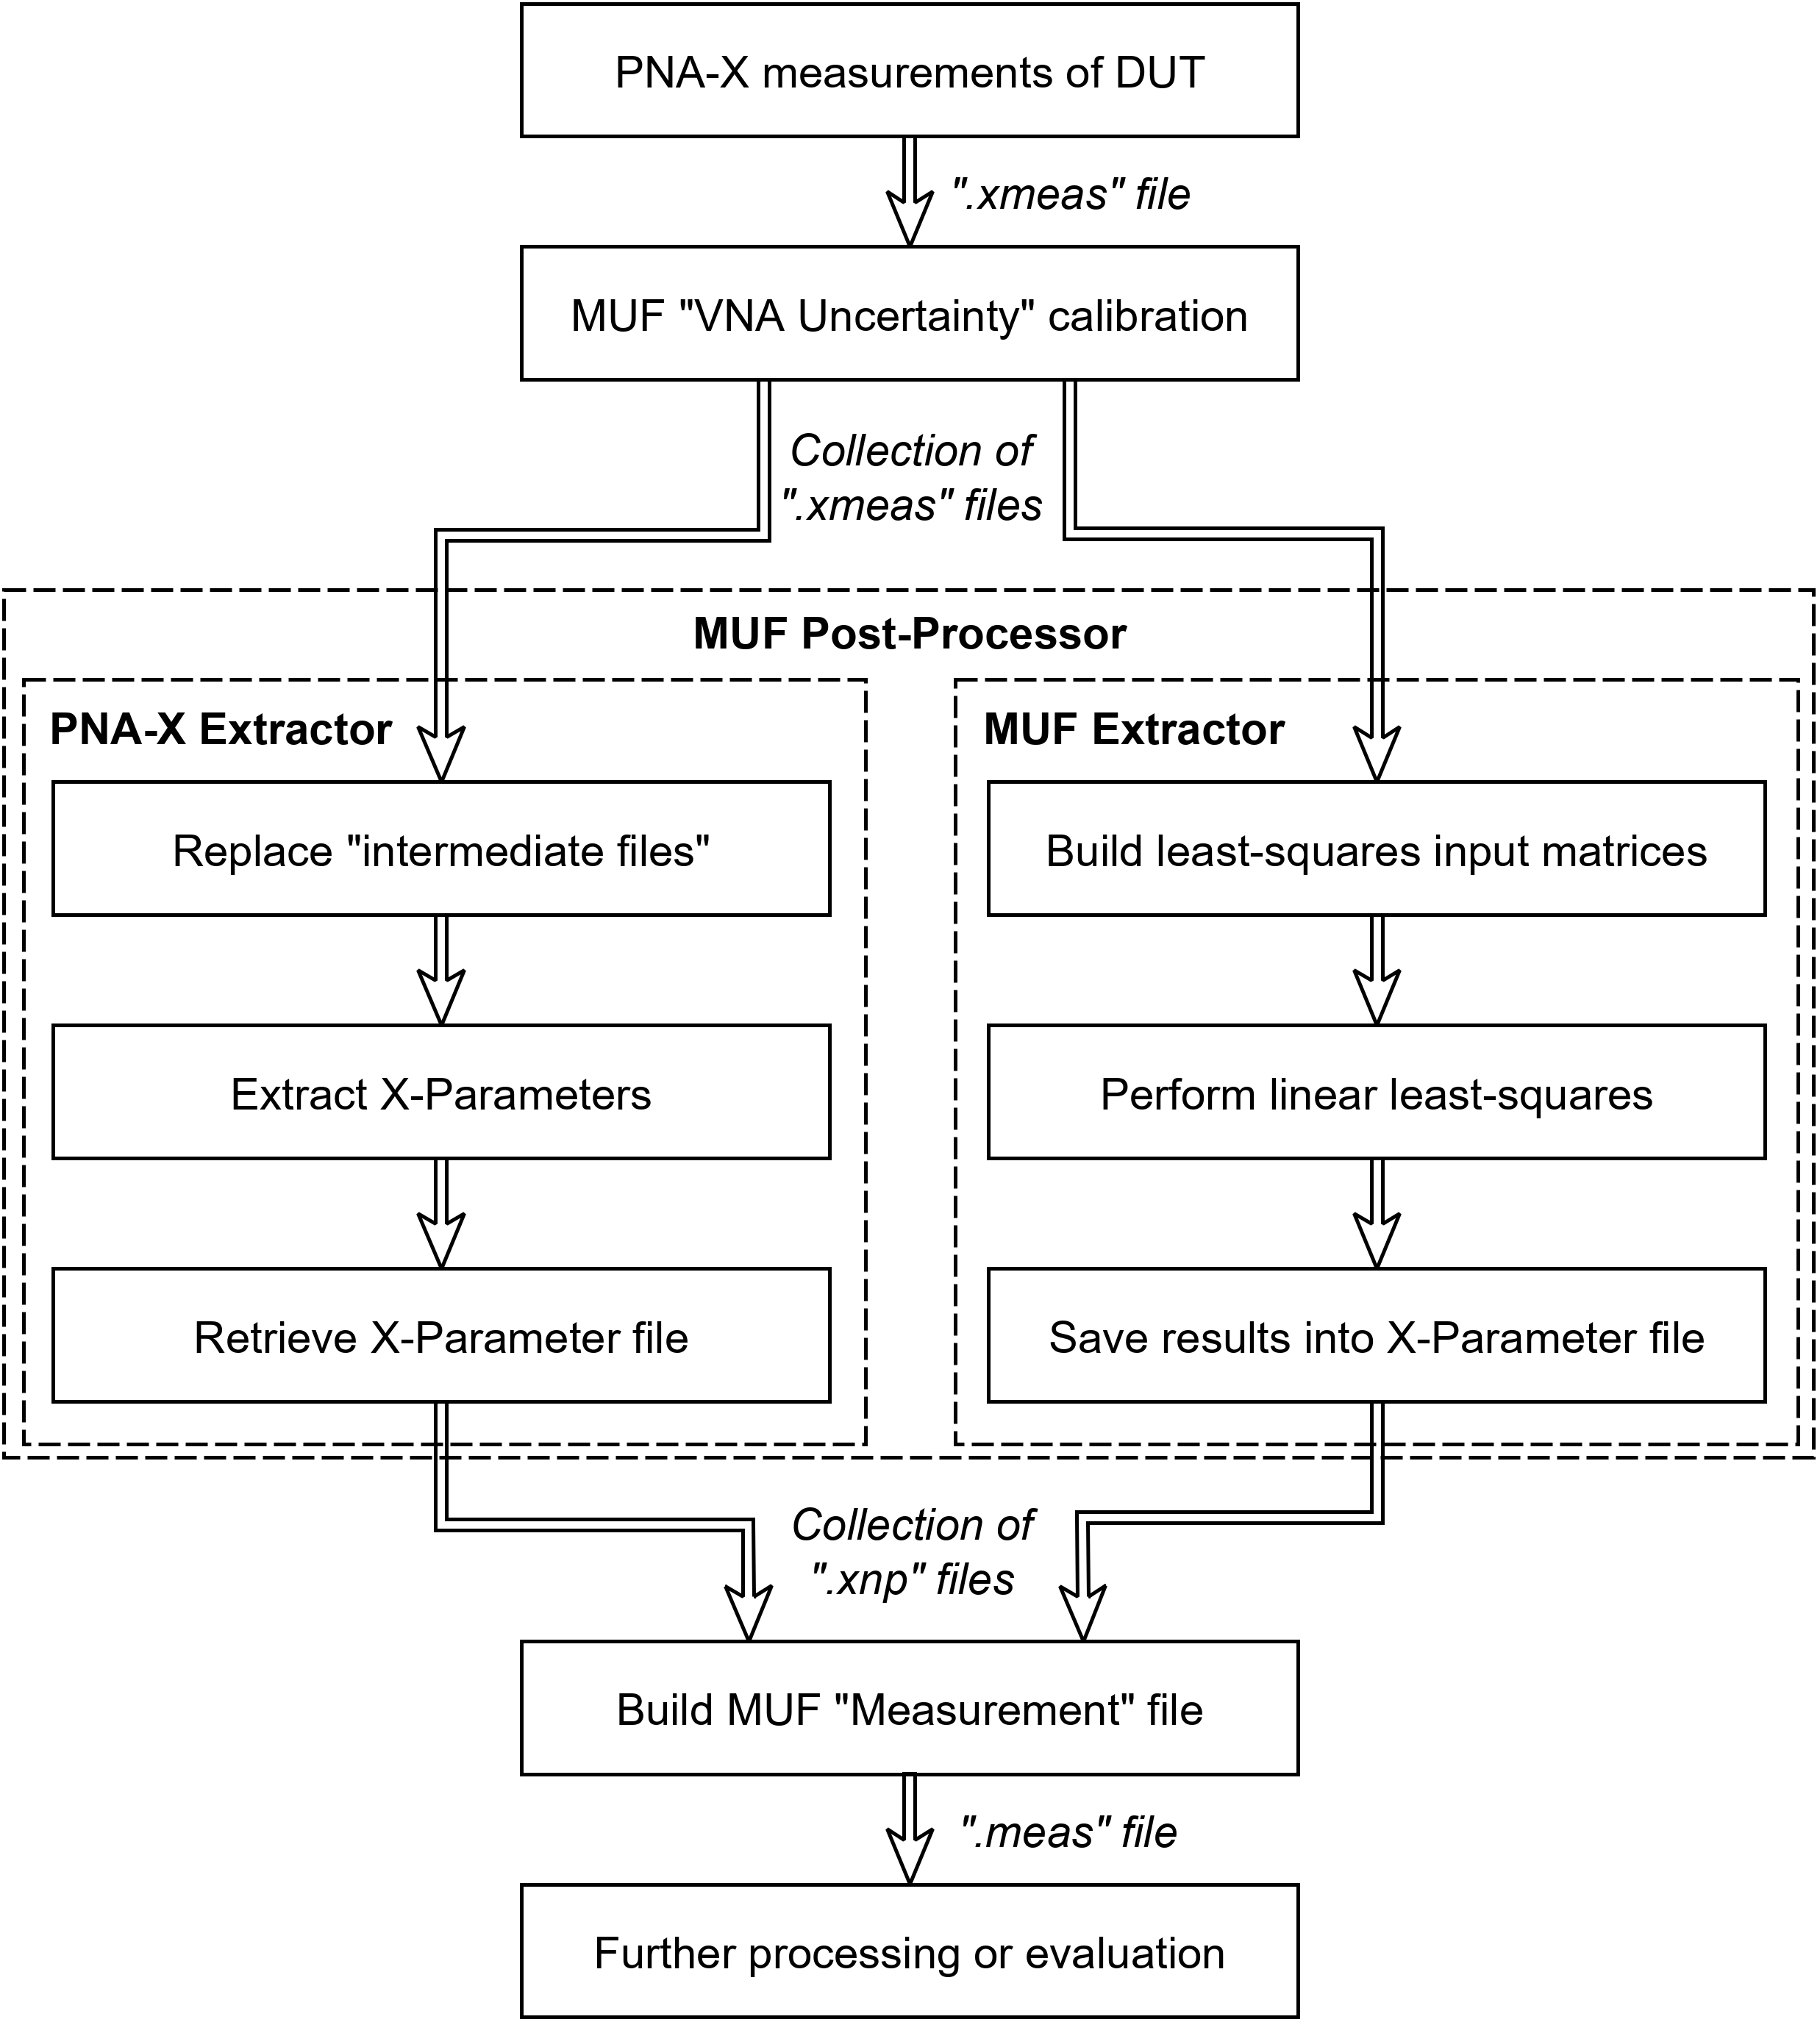 PNA-X measurements of DUT
".xmeas" file
MUF "VNA Uncertainty" calibration
Collection of
".xmeas" files
MUF Post-Processor
PNA-X Extractor
Replace "intermediate files"
Extract X-Parameters
Retrieve X-Parameter file
MUF Extractor
Build least-squares input matrices
Perform linear least-squares
Save results into X-Parameter file
Collection of
".xnp" files
Build MUF "Measurement" file
".meas" file
Further processing or evaluation